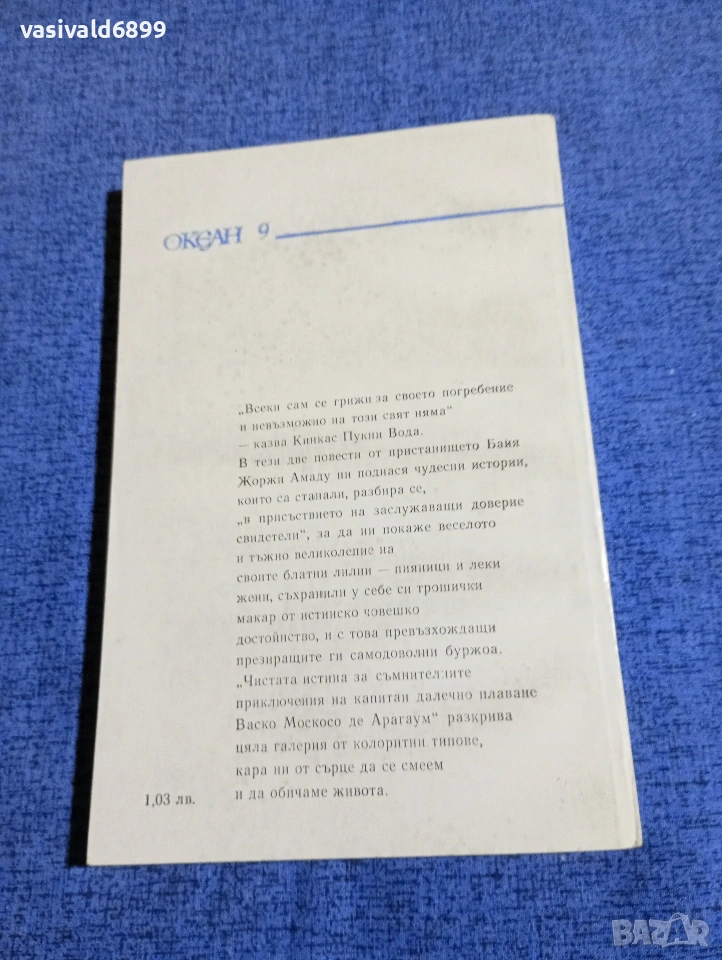 vasivald6899
ОКЕАН 9
„Всеки сам се грижи за своето погребение
и невъзможно на този свят няма“
— казва Кинкас Пукни Вода.
В тези две повести от пристанището Байя
Жоржи Амаду ни поднася чудесни истории,
които са станали, разбира се,
„в присъствието на заслужаващи доверие
свидетели“, за да ни покаже веселото
и тъжно великолепие на
своите блатни лилии — пияници и леки
жени, съхранили у себе си трошички
макар от истинско човешко
достойнство, и с това превъзхождащи
презиращите ги самодоволни буржоа.
„Чистата истина за съмнителните
приключения на капитан далечно плаване
Васко Москосо де Арагаум“ разкрива
цяла галерия от колоритни типове,
кара ни от сърце да се смеем
и да обичаме живота.
1,03 лв.
BAZAR